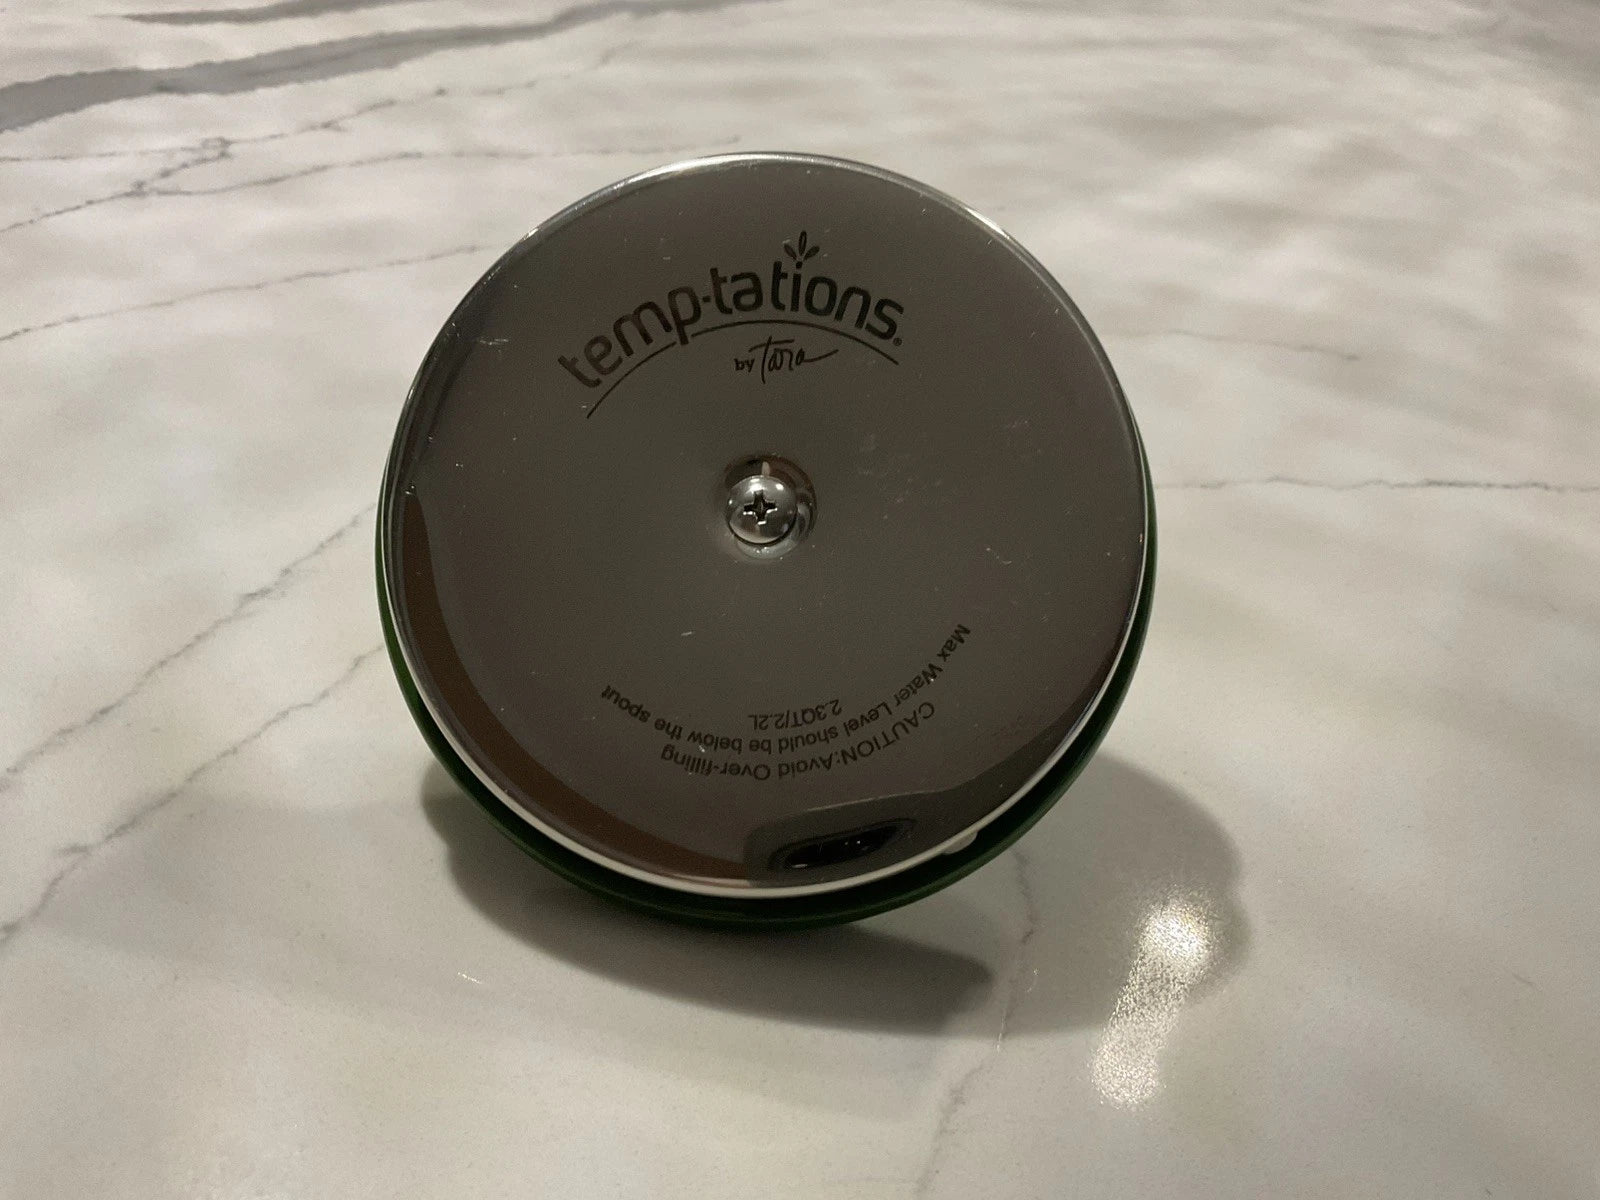 temp-tations®
by Tara
CAUTION:Avoid Over-filling
Max Water Level should be below the spout
2.3QT/2.2L